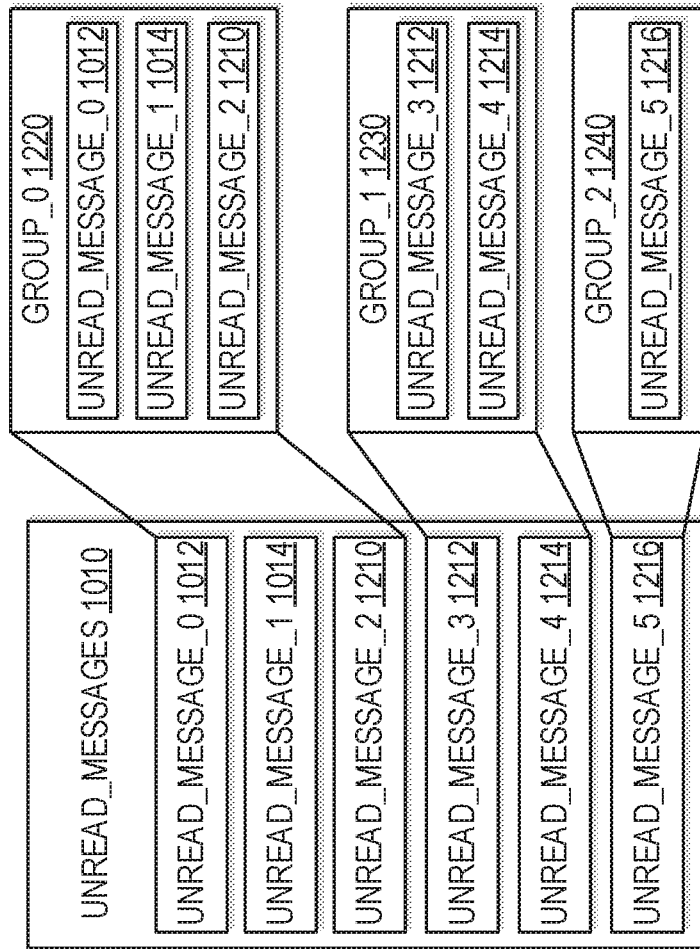 UNREAD_MESSAGES 1010
UNREAD_MESSAGE_0 1012
UNREAD_MESSAGE_1 1014
UNREAD_MESSAGE_2 1210
UNREAD_MESSAGE_3 1212
UNREAD_MESSAGE_4 1214
UNREAD_MESSAGE_5 1216
GROUP_0 1220
UNREAD_MESSAGE_0 1012
UNREAD_MESSAGE_1 1014
UNREAD_MESSAGE_2 1210
GROUP_1 1230
UNREAD_MESSAGE_3 1212
UNREAD_MESSAGE_4 1214
GROUP_2 1240
UNREAD_MESSAGE_5 1216